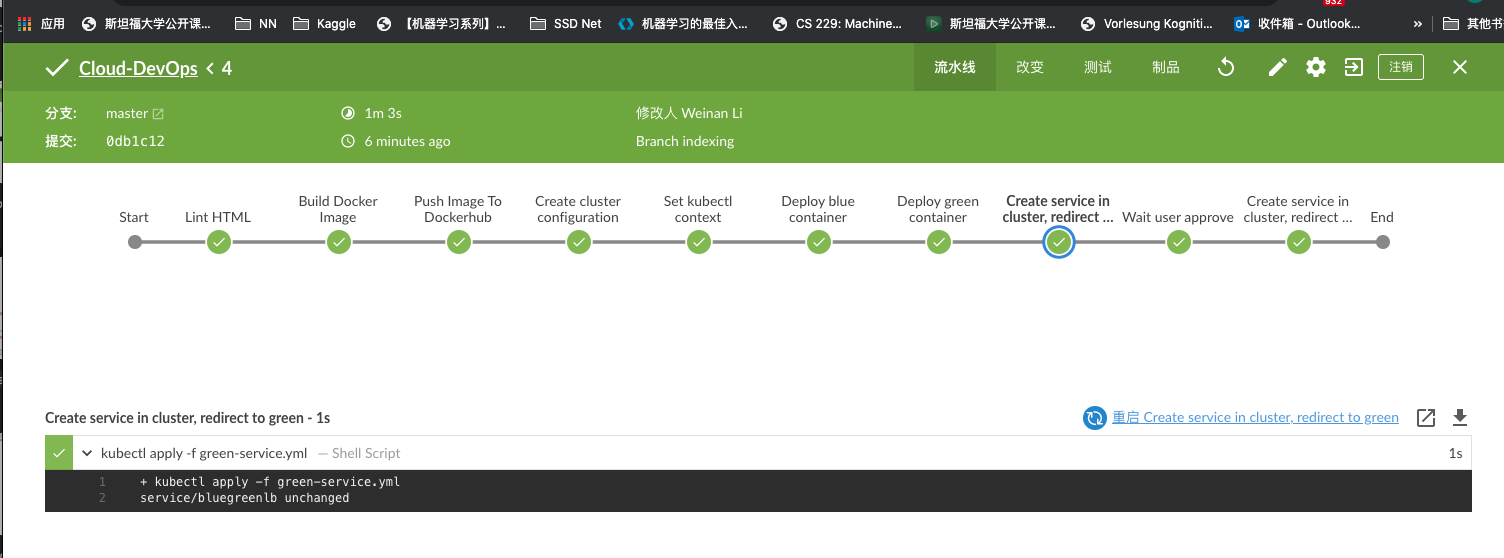 932
应用 斯坦福大学公开课... NN Kaggle 【机器学习系列】... SSD Net 机器学习的最佳入... CS 229: Machine... 斯坦福大学公开课... Vorlesung Kogniti... 收件箱 – Outlook... » 其他书
Cloud-DevOps < 4 流水线 改变 测试 制品 注销
分支: master 1m 3s 修改人 Weinan Li
提交: 0db1c12 6 minutes ago Branch indexing
Start
Lint HTML
Build Docker
Image
Push Image To
Dockerhub
Create cluster
configuration
Set kubectl
context
Deploy blue
container
Deploy green
container
Create service in
cluster, redirect ...
Wait user approve
Create service in
cluster, redirect ...
End
Create service in cluster, redirect to green - 1s 重启 Create service in cluster, redirect to green
kubectl apply -f green-service.yml — Shell Script 1s
1 + kubectl apply -f green-service.yml
2 service/bluegreenlb unchanged